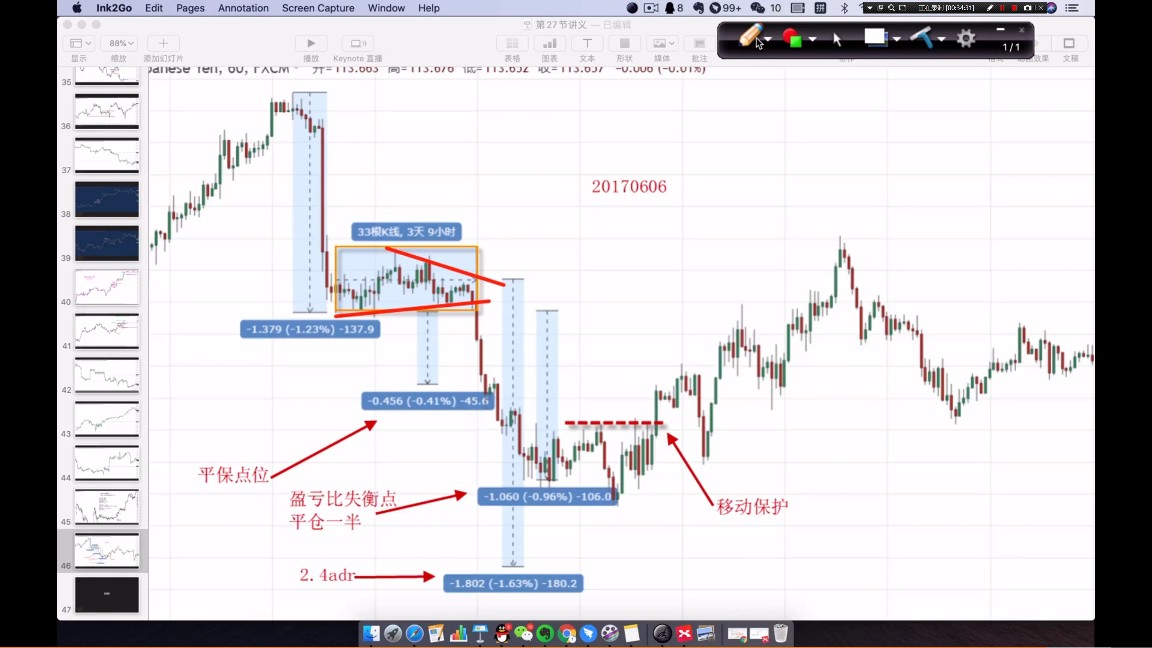 Ink2Go Edit Pages Annotation Screen Capture Window Help 8 99+ 10
第 27 节讲义 — 已编辑
88%
显示 缩放 添加幻灯片 播放 Keynote 直播 表格 图表 文本 形状 媒体 批注 文稿
1/1
panese Yen, 60, FXCM 开=113.663 高=113.676 低=113.652 收=113.657 -0.006 (-0.01%)
35
36
37
38
39
40
41
42
43
44
45
46
47
20170606
33根K线, 3天 9小时
-1.379 (-1.23%) -137.9
-0.456 (-0.41%) -45.6
平保点位
盈亏比失衡点
平仓一半
-1.060 (-0.96%) -106.0
移动保护
2.4adr
-1.802 (-1.63%) -180.2